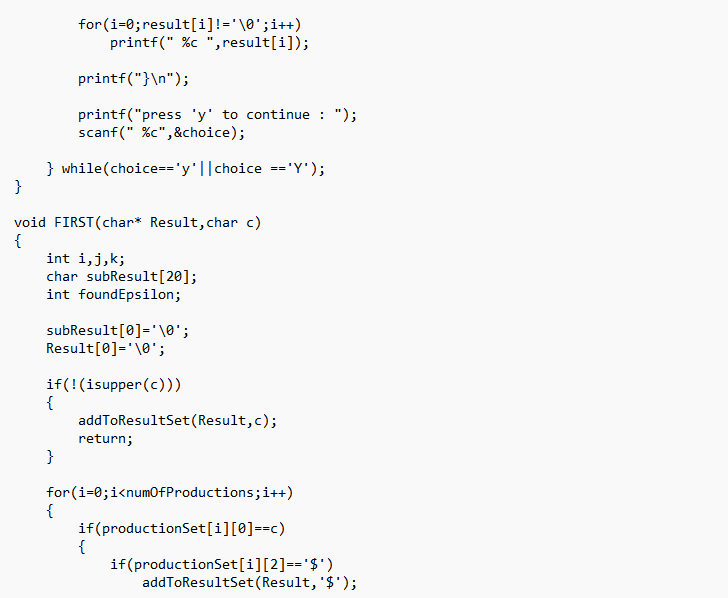 for(i=0;result[i]!='\0';i++)
            printf(" %c ",result[i]);

        printf("}\n");

        printf("press 'y' to continue : ");
        scanf(" %c",&choice);

    } while(choice=='y'||choice =='Y');
}

void FIRST(char* Result,char c)
{
    int i,j,k;
    char subResult[20];
    int foundEpsilon;

    subResult[0]='\0';
    Result[0]='\0';

    if(!(isupper(c)))
    {
        addToResultSet(Result,c);
        return;
    }

    for(i=0;i<numOfProductions;i++)
    {
        if(productionSet[i][0]==c)
        {
            if(productionSet[i][2]=='$')
                addToResultSet(Result,'$');